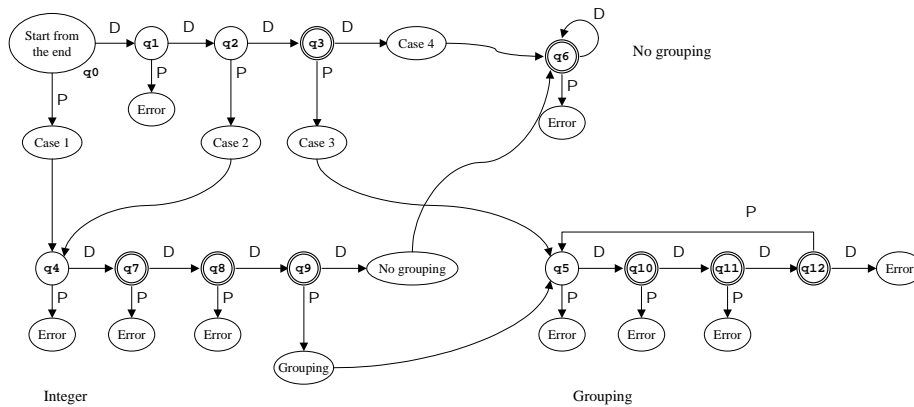 Start from
the end
q0
D
q1
D
q2
D
q3
D
Case 4
q6
D
No grouping
P
P
P
P
P
Error
Error
Case 1
Case 2
Case 3
P
q4
D
q7
D
q8
D
q9
D
No grouping
q5
D
q10
D
q11
D
q12
D
Error
P
P
P
P
P
P
P
Error
Error
Error
Grouping
Error
Error
Error
Integer
Grouping